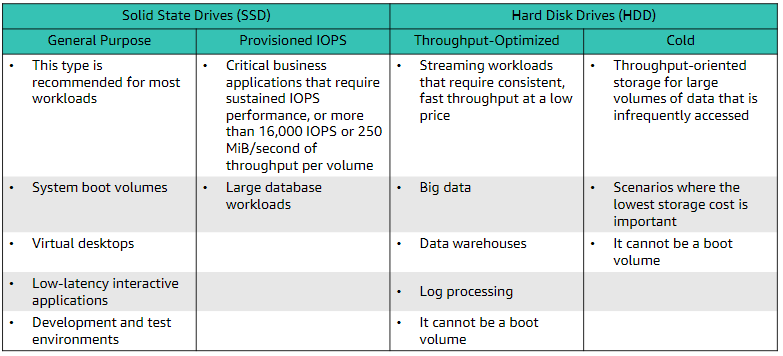 Solid State Drives (SSD)
Hard Disk Drives (HDD)
General Purpose
Provisioned IOPS
Throughput-Optimized
Cold
• This type is
recommended for most
workloads
• Critical business
applications that require
sustained IOPS
performance, or more
than 16,000 IOPS or 250
MiB/second of
throughput per volume
• Streaming workloads
that require consistent,
fast throughput at a low
price
• Throughput-oriented
storage for large
volumes of data that is
infrequently accessed
• System boot volumes
• Large database
workloads
• Big data
• Scenarios where the
lowest storage cost is
important
• Virtual desktops
• Data warehouses
• It cannot be a boot
volume
• Low-latency interactive
applications
• Log processing
• Development and test
environments
• It cannot be a boot
volume